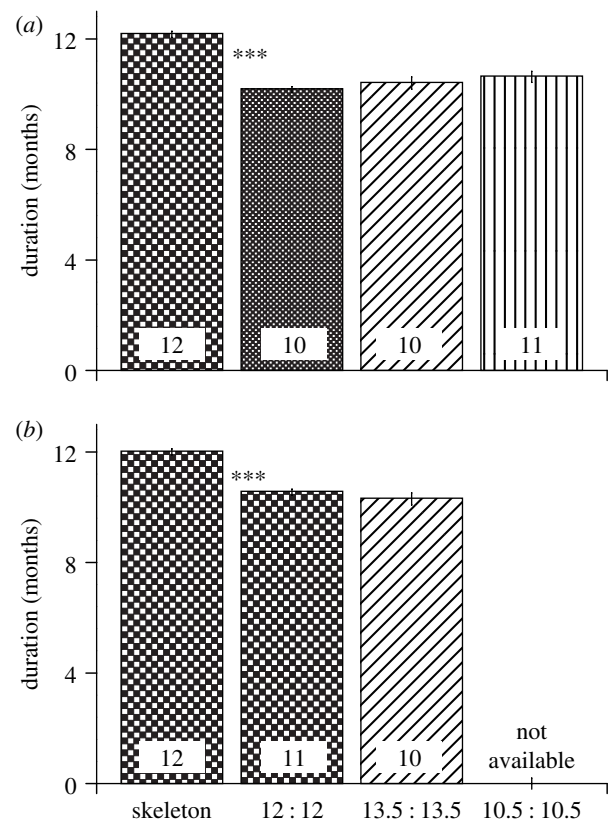 (a)
12
***
8
duration (months)
4
12 10 10 11
0
(b)
12
***
8
duration (months)
4
not
available
12 11 10
0
skeleton 12 : 12 13.5 : 13.5 10.5 : 10.5